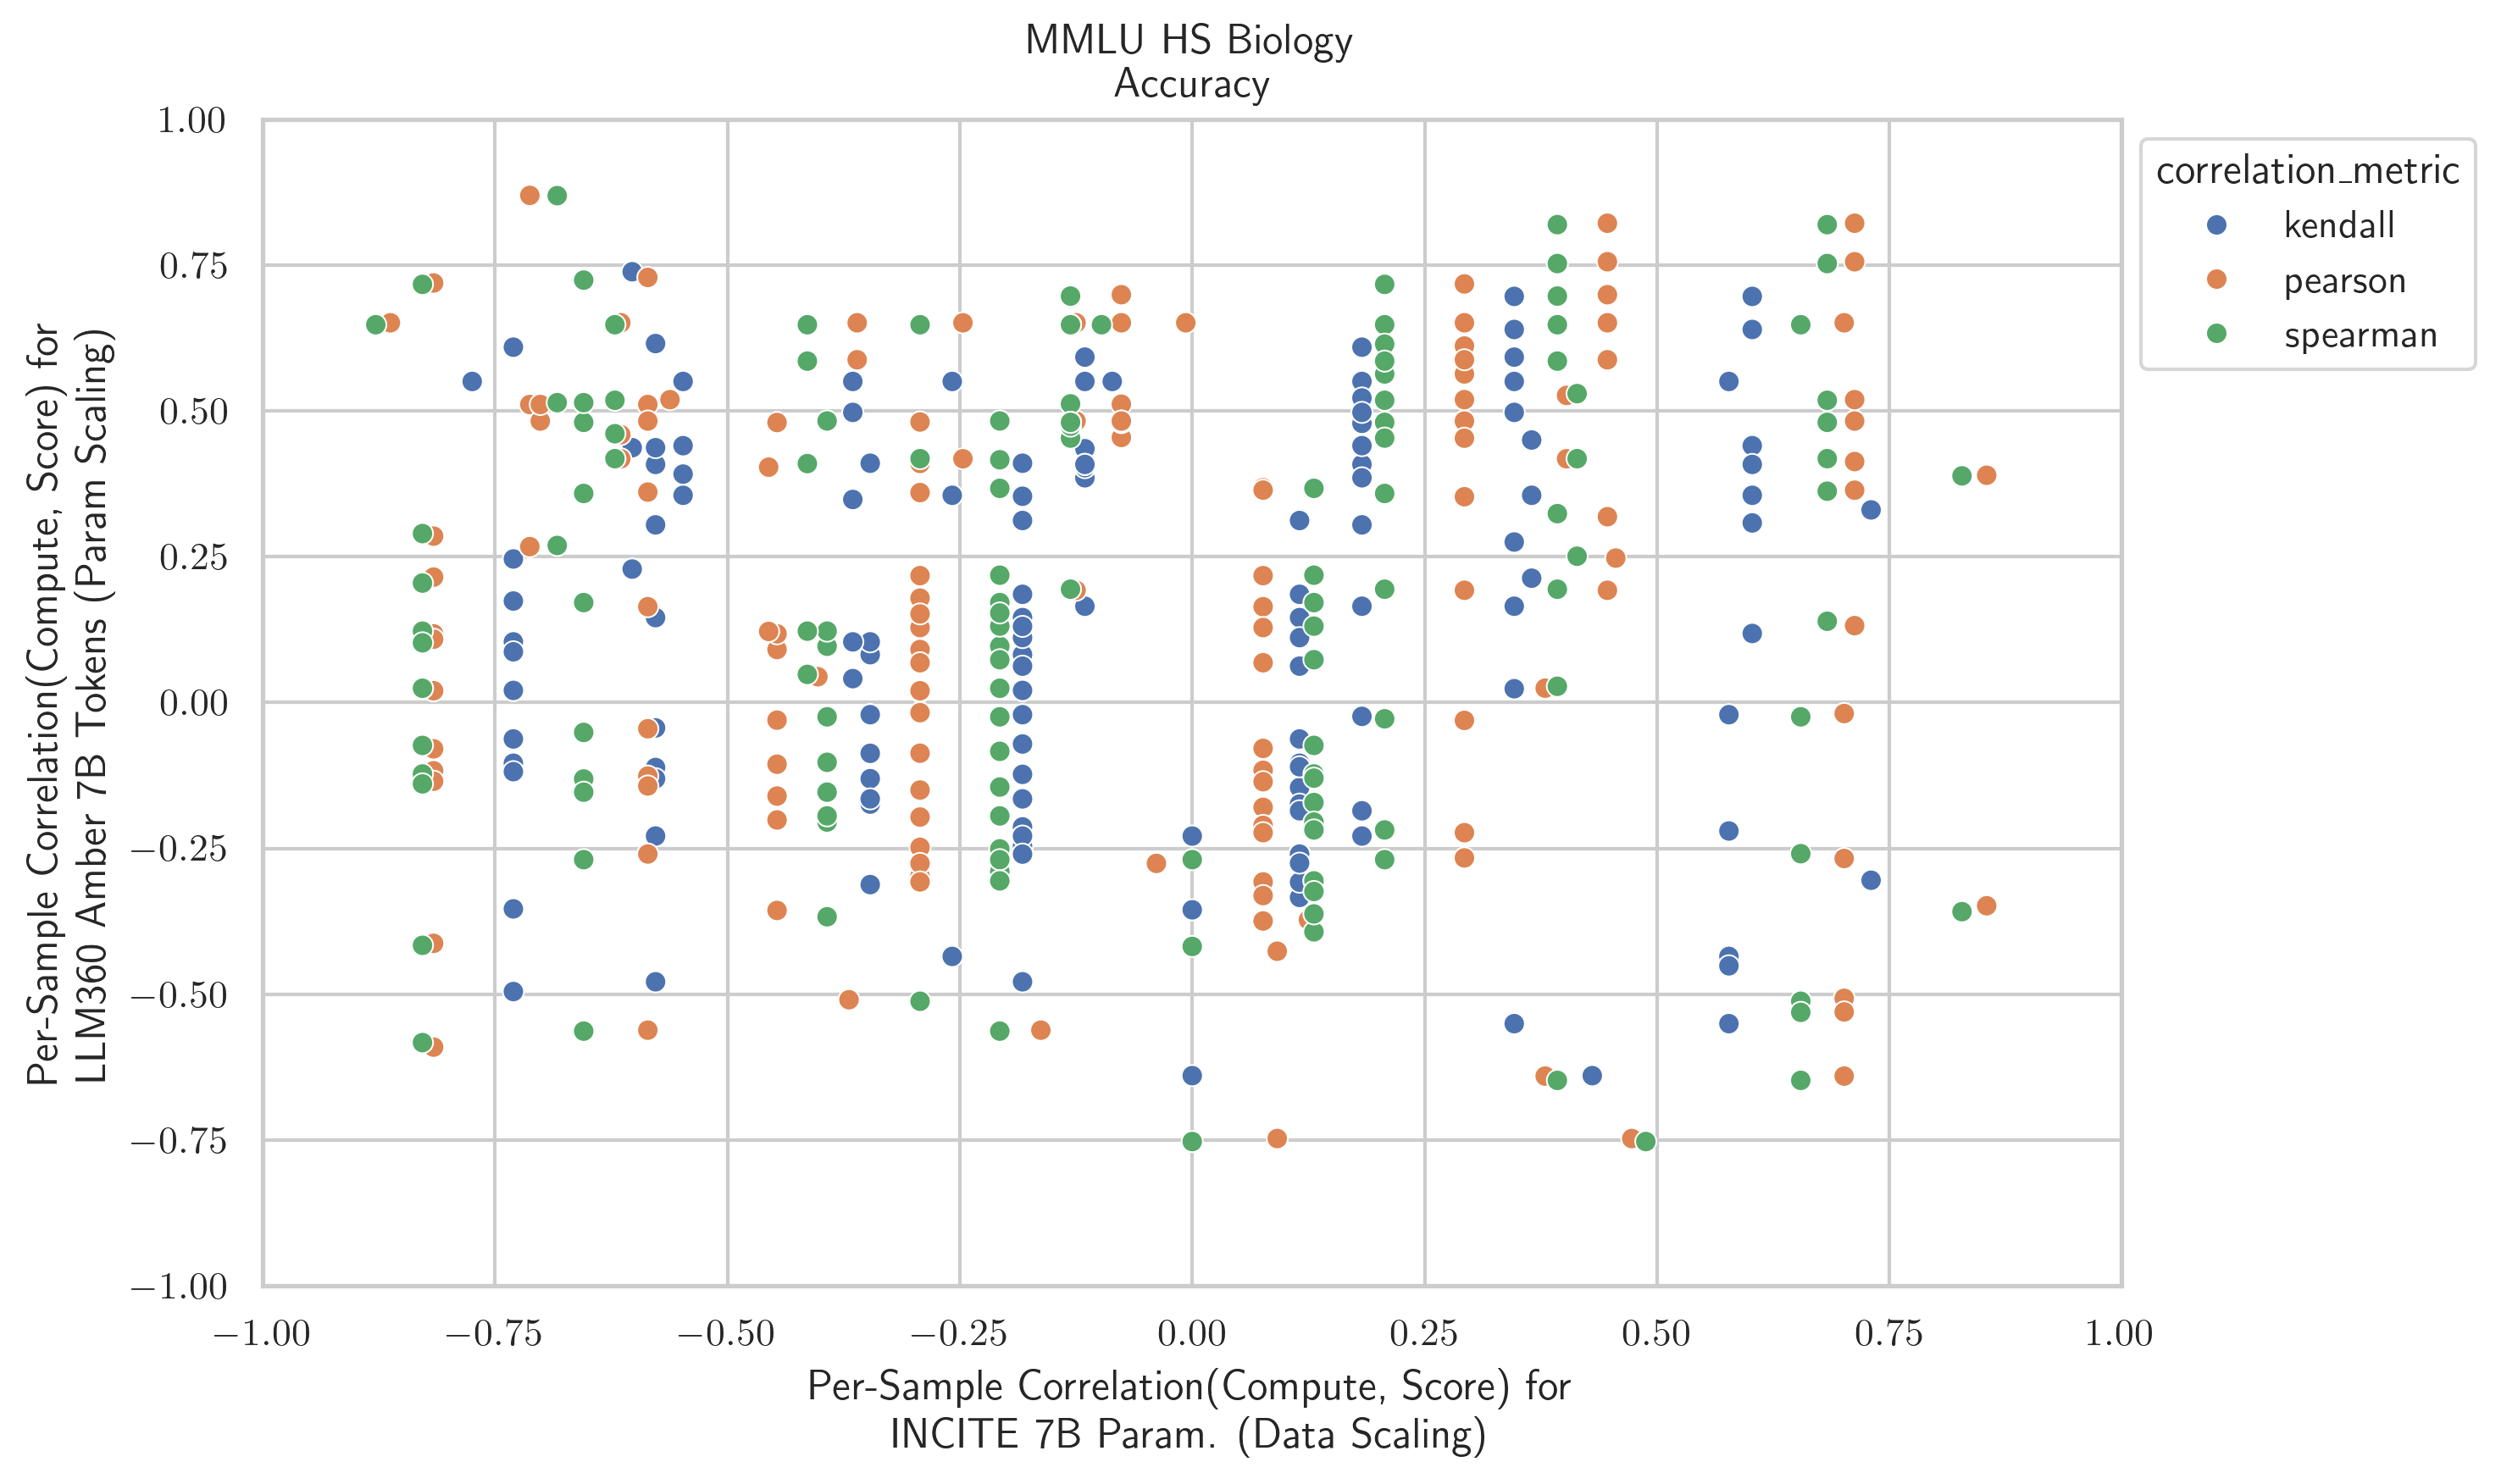 MMLU HS Biology
Accuracy
1.00
0.75
0.50
0.25
0.00
−0.25
−0.50
−0.75
−1.00
Per-Sample Correlation(Compute, Score) for
LLM360 Amber 7B Tokens (Param Scaling)
−1.00
−0.75
−0.50
−0.25
0.00
0.25
0.50
0.75
1.00
Per-Sample Correlation(Compute, Score) for
INCITE 7B Param. (Data Scaling)
correlation_metric
kendall
pearson
spearman